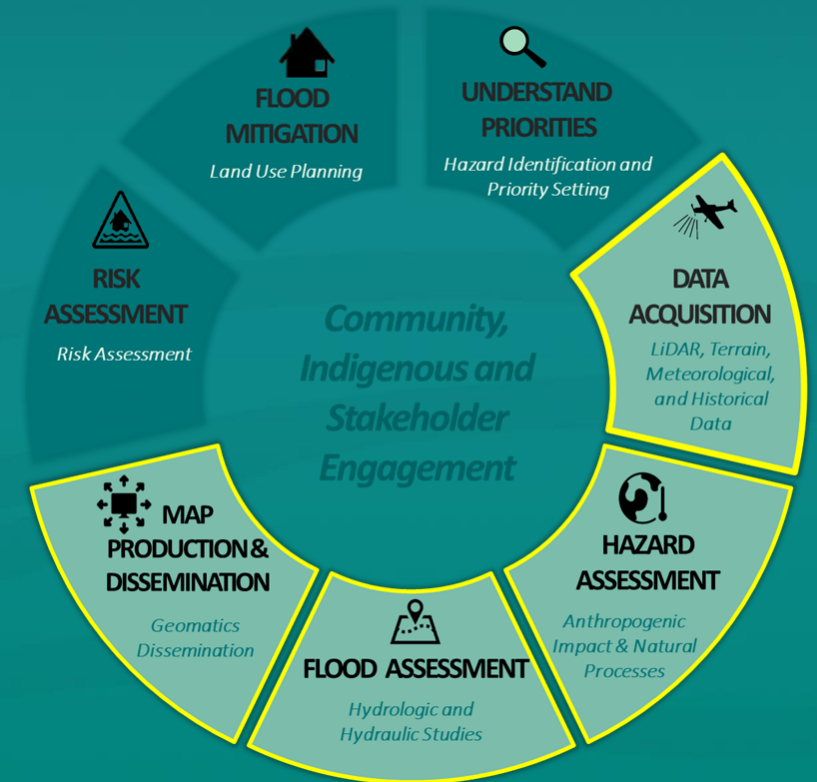 FLOOD
MITIGATION
Land Use Planning
UNDERSTAND
PRIORITIES
Hazard Identification and
Priority Setting
DATA
ACQUISITION
LiDAR, Terrain,
Meteorological,
and Historical
Data
HAZARD
ASSESSMENT
Anthropogenic
Impact & Natural
Processes
FLOOD ASSESSMENT
Hydrologic and
Hydraulic Studies
MAP
PRODUCTION &
DISSEMINATION
Geomatics
Dissemination
RISK
ASSESSMENT
Risk Assessment
Community,
Indigenous and
Stakeholder
Engagement